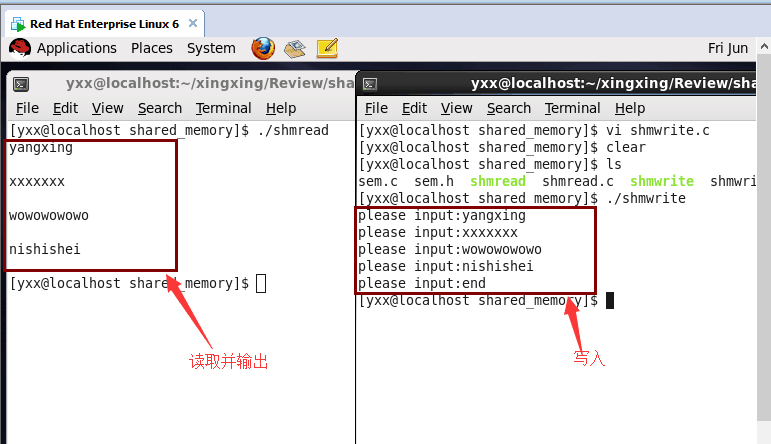 Red Hat Enterprise Linux 6
Applications Places System Fri Jun
yxx@localhost:~/xingxing/Review/sha
File Edit View Search Terminal Help
[yxx@localhost shared_memory]$ ./shmread
yangxing
xxxxxxx
wowowowowo
nishishei
[yxx@localhost shared_memory]$
读取并输出
yxx@localhost:~/xingxing/Review/sha
File Edit View Search Terminal Help
[yxx@localhost shared_memory]$ vi shmwrite.c
[yxx@localhost shared_memory]$ clear
[yxx@localhost shared_memory]$ ls
sem.c sem.h shmread shmread.c shmwrite shmwri
[yxx@localhost shared_memory]$ ./shmwrite
please input:yangxing
please input:xxxxxxx
please input:wowowowowo
please input:nishishei
please input:end
[yxx@localhost shared_memory]$
写入